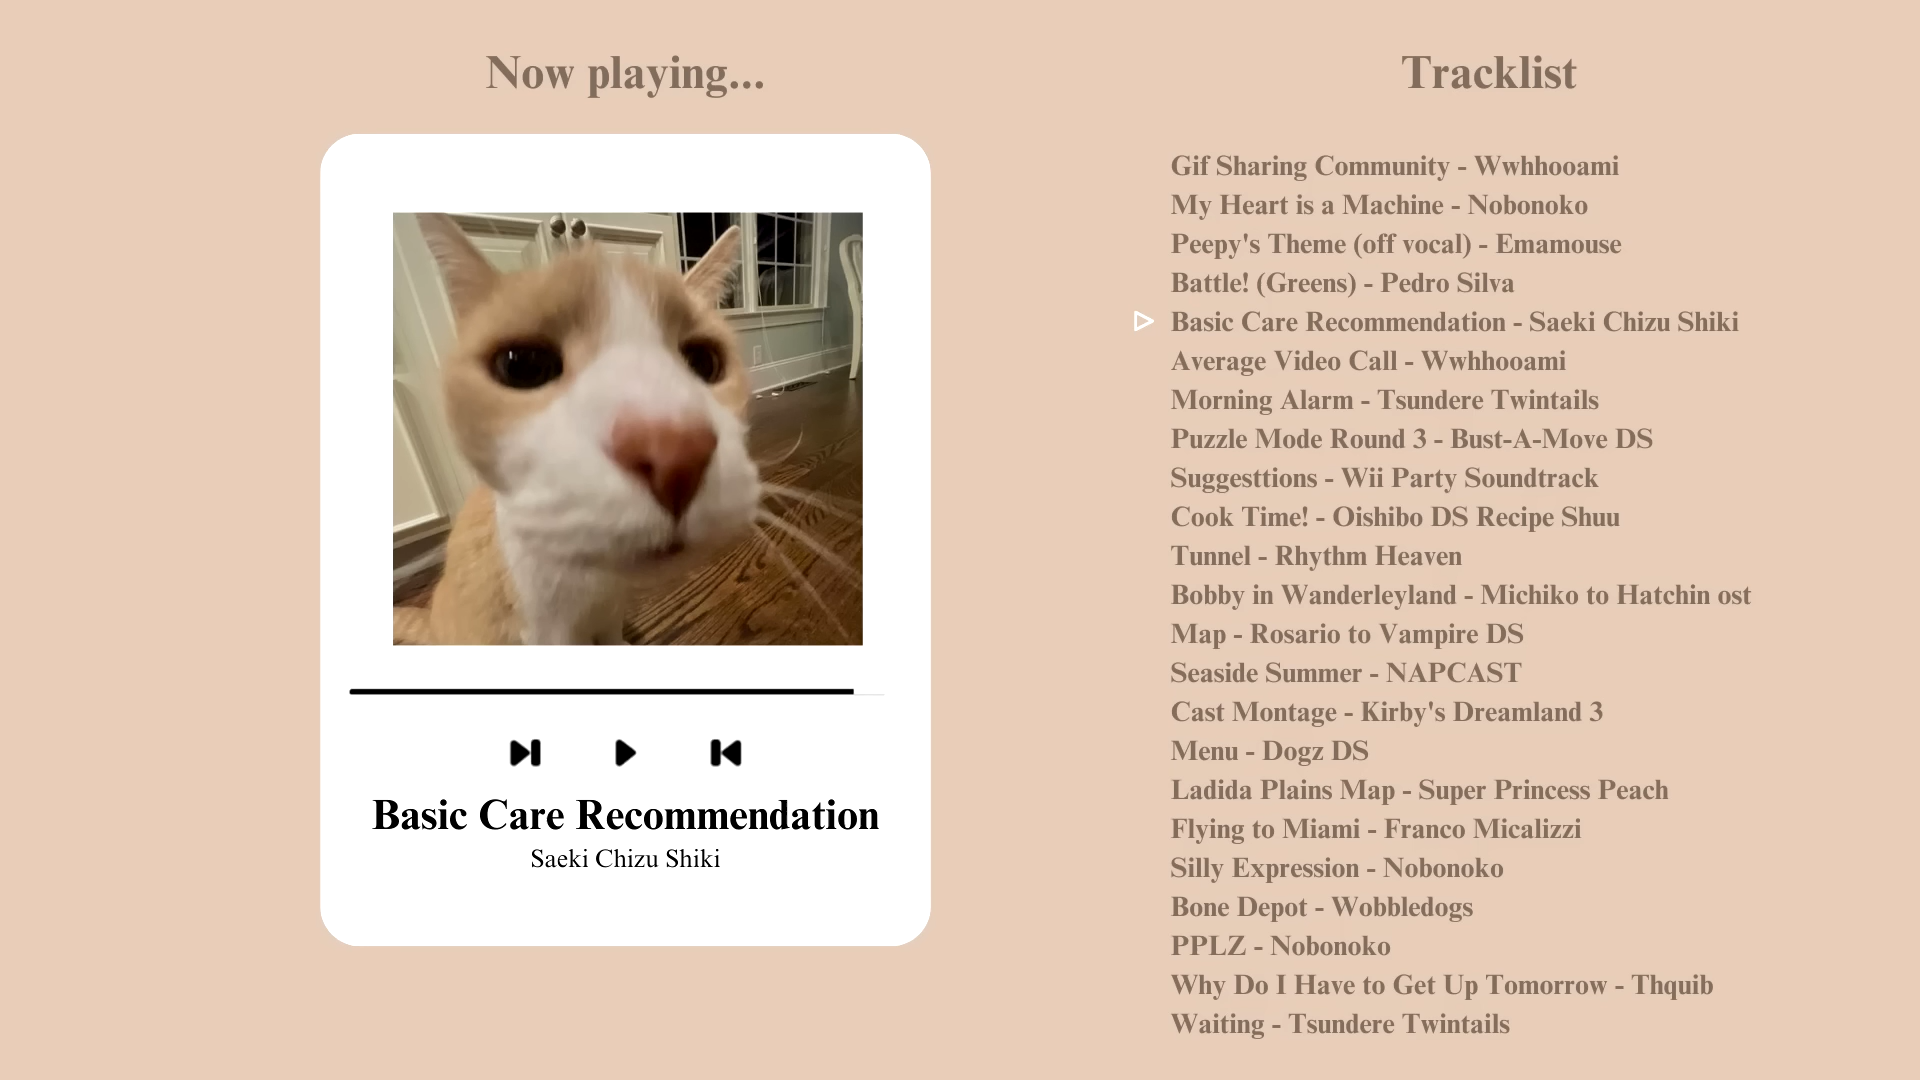 Now playing...
Basic Care Recommendation
Saeki Chizu Shiki
Tracklist
Gif Sharing Community - Wwhhooami
My Heart is a Machine - Nobonoko
Peepy's Theme (off vocal) - Emamouse
Battle! (Greens) - Pedro Silva
Basic Care Recommendation - Saeki Chizu Shiki
Average Video Call - Wwhhooami
Morning Alarm - Tsundere Twintails
Puzzle Mode Round 3 - Bust-A-Move DS
Suggesttions - Wii Party Soundtrack
Cook Time! - Oishibo DS Recipe Shuu
Tunnel - Rhythm Heaven
Bobby in Wanderleyland - Michiko to Hatchin ost
Map - Rosario to Vampire DS
Seaside Summer - NAPCAST
Cast Montage - Kirby's Dreamland 3
Menu - Dogz DS
Ladida Plains Map - Super Princess Peach
Flying to Miami - Franco Micalizzi
Silly Expression - Nobonoko
Bone Depot - Wobbledogs
PPLZ - Nobonoko
Why Do I Have to Get Up Tomorrow - Thquib
Waiting - Tsundere Twintails